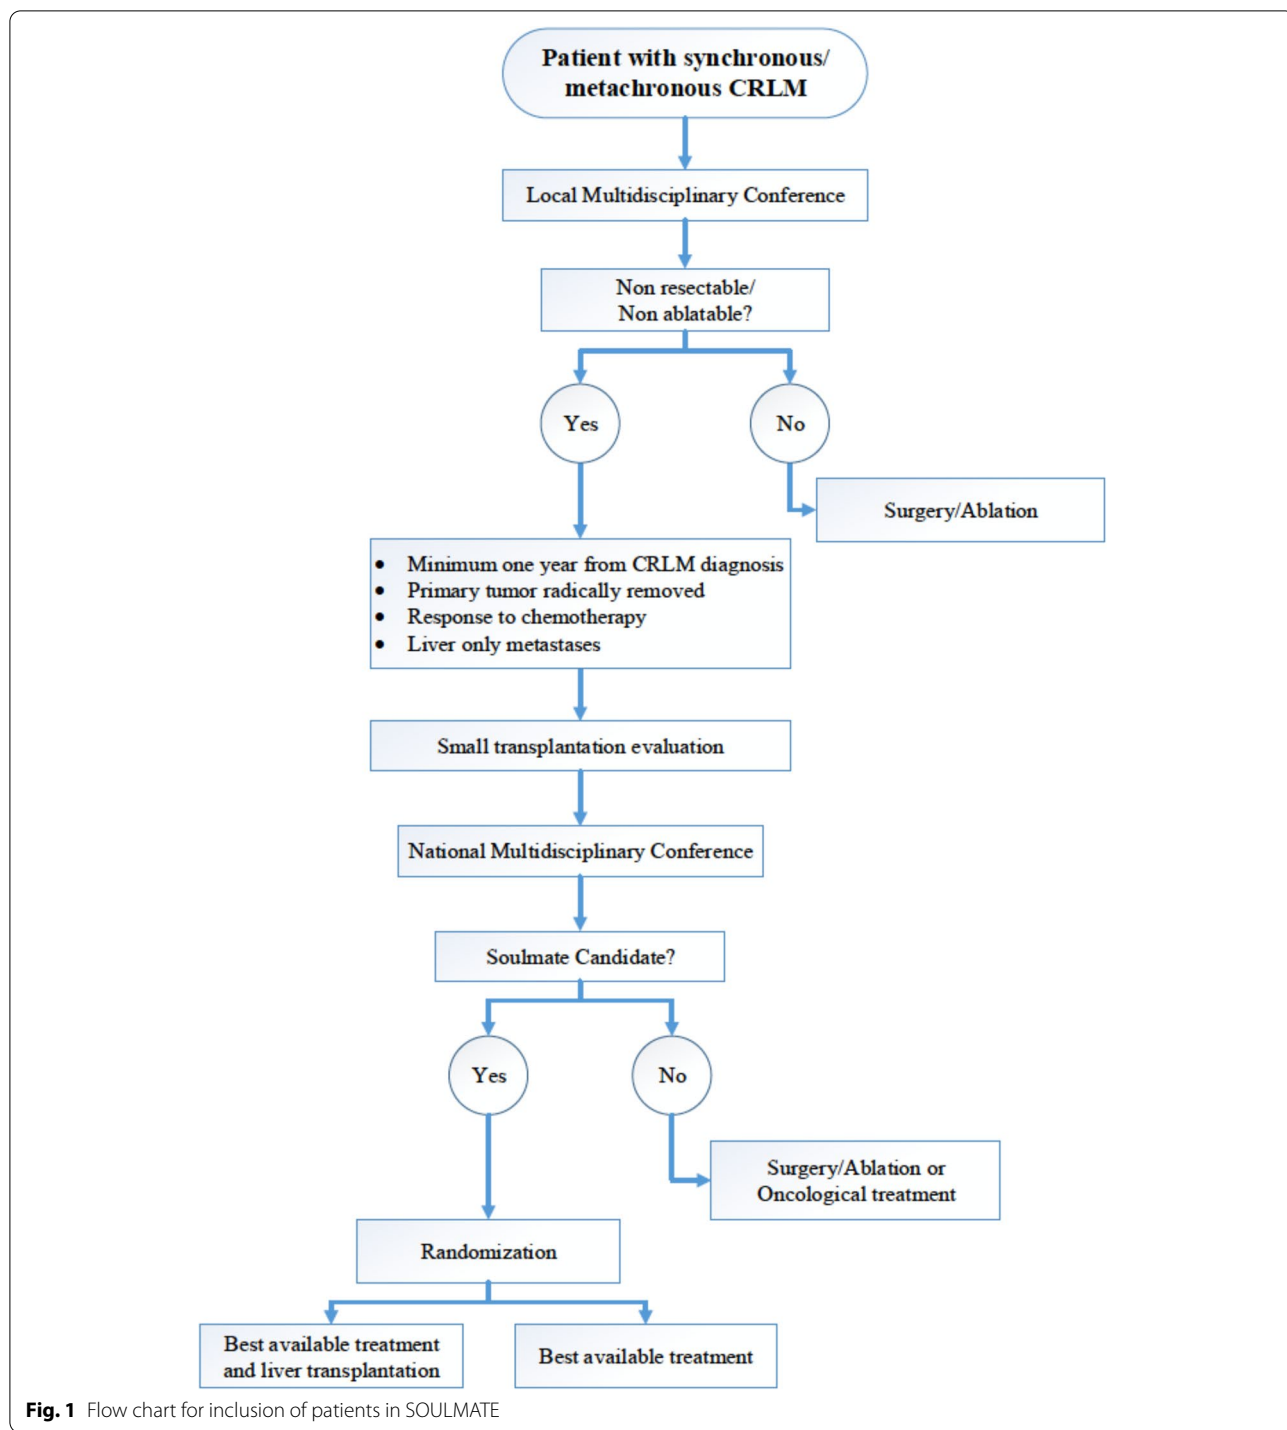 Patient with synchronous/
metachronous CRLM
Local Multidisciplinary Conference
Non resectable/
Non ablatable?
Yes
No
Surgery/Ablation
• Minimum one year from CRLM diagnosis
• Primary tumor radically removed
• Response to chemotherapy
• Liver only metastases
Small transplantation evaluation
National Multidisciplinary Conference
Soulmate Candidate?
Yes
No
Surgery/Ablation or
Oncological treatment
Randomization
Best available treatment
and liver transplantation
Best available treatment
Fig. 1 Flow chart for inclusion of patients in SOULMATE